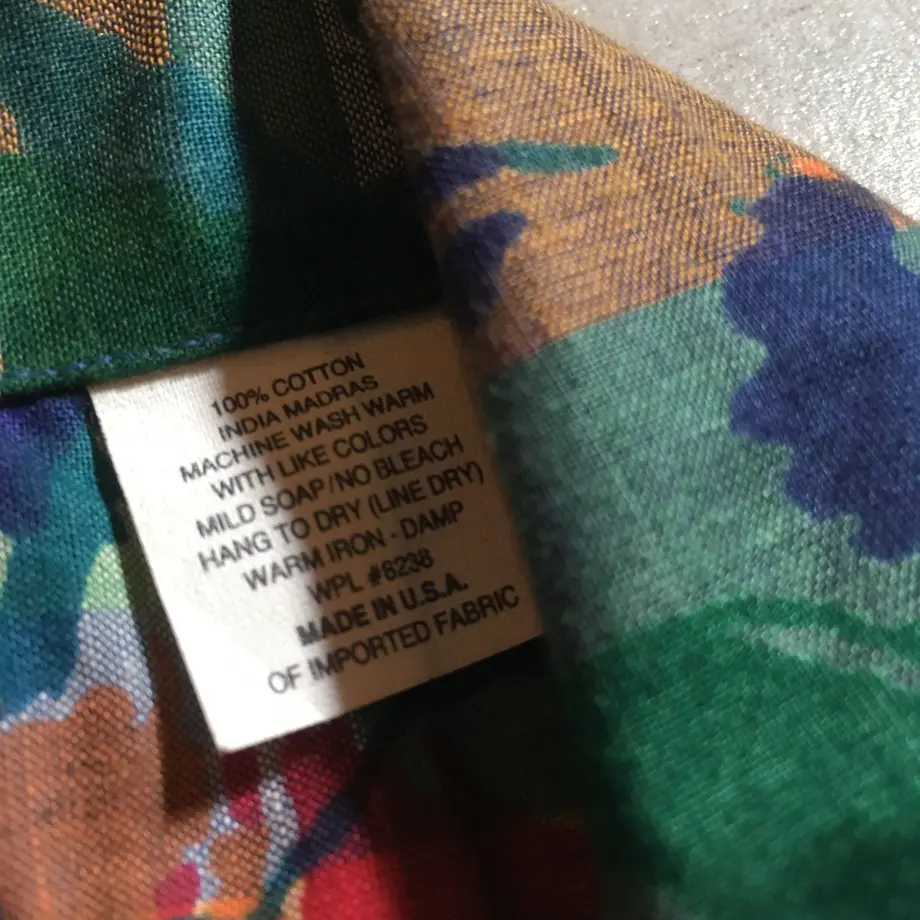 100% COTTON
INDIA MADRAS
MACHINE WASH WARM
WITH LIKE COLORS
MILD SOAP/NO BLEACH
HANG TO DRY (LINE DRY)
WARM IRON - DAMP
WPL #8238
MADE IN U.S.A.
OF IMPORTED FABRIC